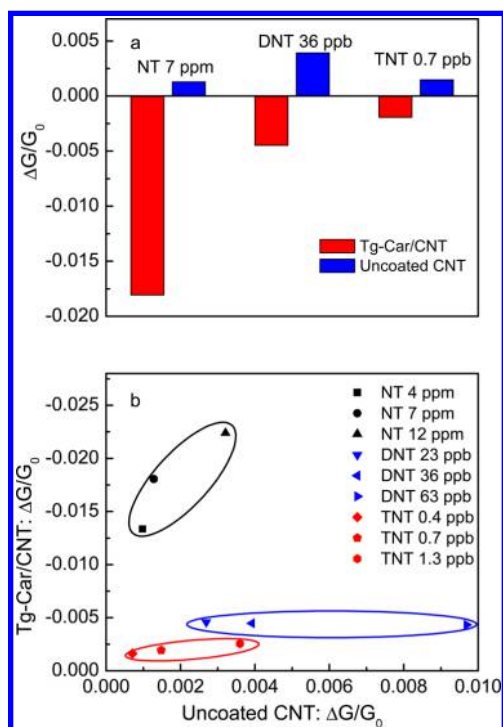 a
NT 7 ppm
DNT 36 ppb
TNT 0.7 ppb
0.005
0.000
-0.005
-0.010
-0.015
-0.020
ΔG/G₀
Tg-Car/CNT
Uncoated CNT
b
NT 4 ppm
NT 7 ppm
NT 12 ppm
DNT 23 ppb
DNT 36 ppb
DNT 63 ppb
TNT 0.4 ppb
TNT 0.7 ppb
TNT 1.3 ppb
-0.025
-0.020
-0.015
-0.010
-0.005
0.000
Tg-Car/CNT: ΔG/G₀
0.000 0.002 0.004 0.006 0.008 0.010
Uncoated CNT: ΔG/G₀